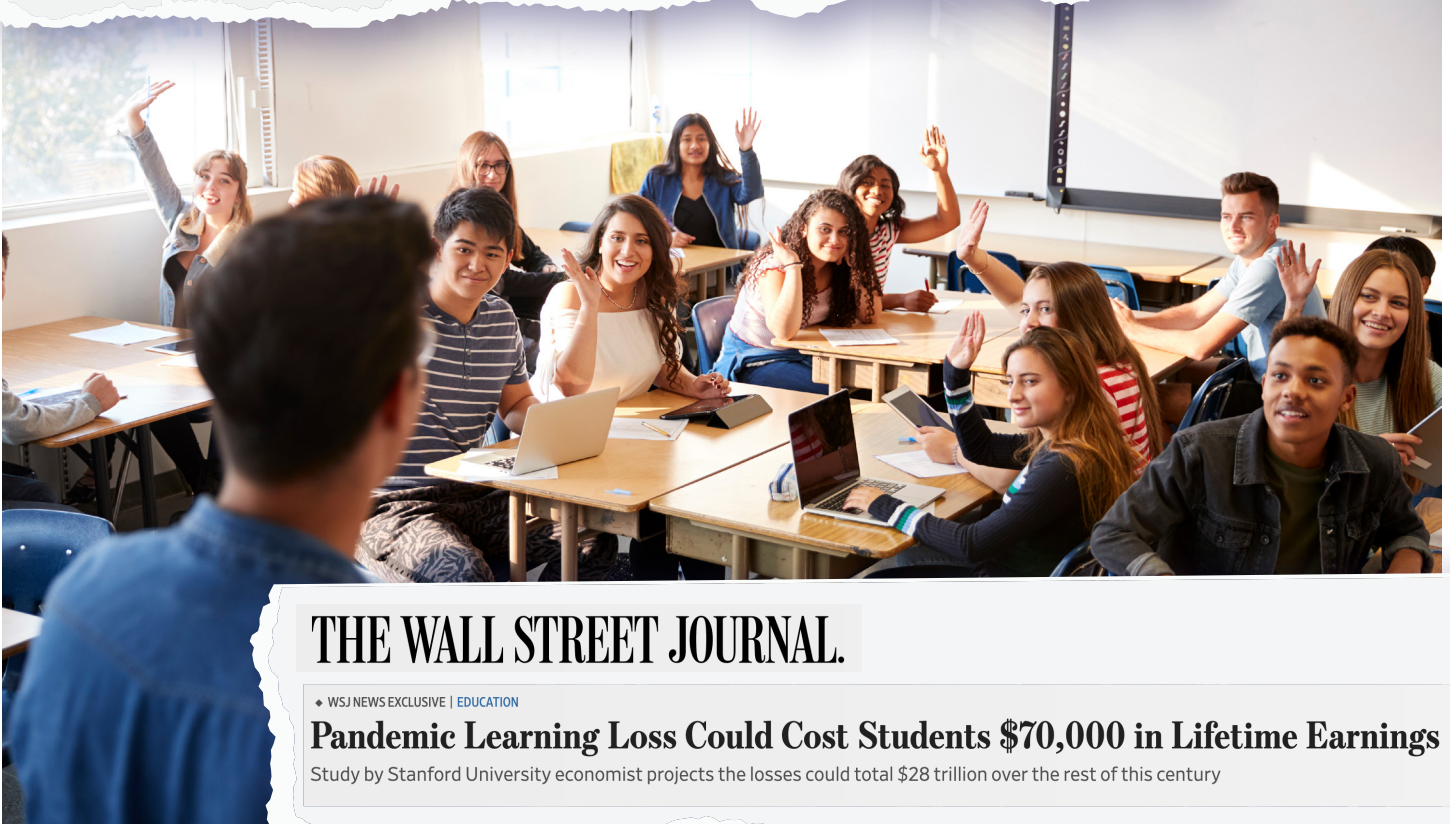 THE WALL STREET JOURNAL.
◆ WSJ NEWS EXCLUSIVE | EDUCATION
Pandemic Learning Loss Could Cost Students $70,000 in Lifetime Earnings
Study by Stanford University economist projects the losses could total $28 trillion over the rest of this century